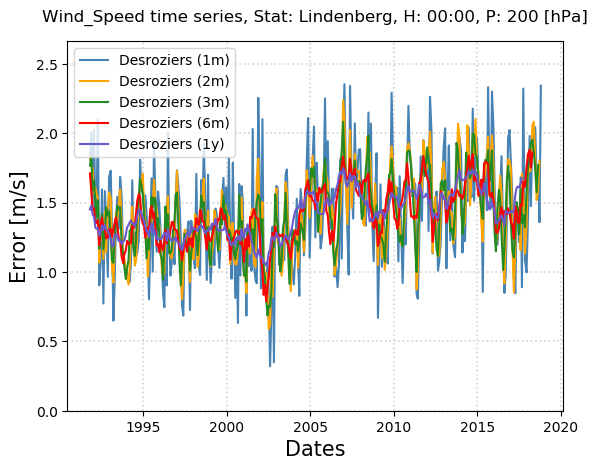 Wind_Speed time series, Stat: Lindenberg, H: 00:00, P: 200 [hPa]
Desroziers (1m)
Desroziers (2m)
Desroziers (3m)
Desroziers (6m)
Desroziers (1y)
Error [m/s]
2.5
2.0
1.5
1.0
0.5
0.0
1995 2000 2005 2010 2015 2020
Dates